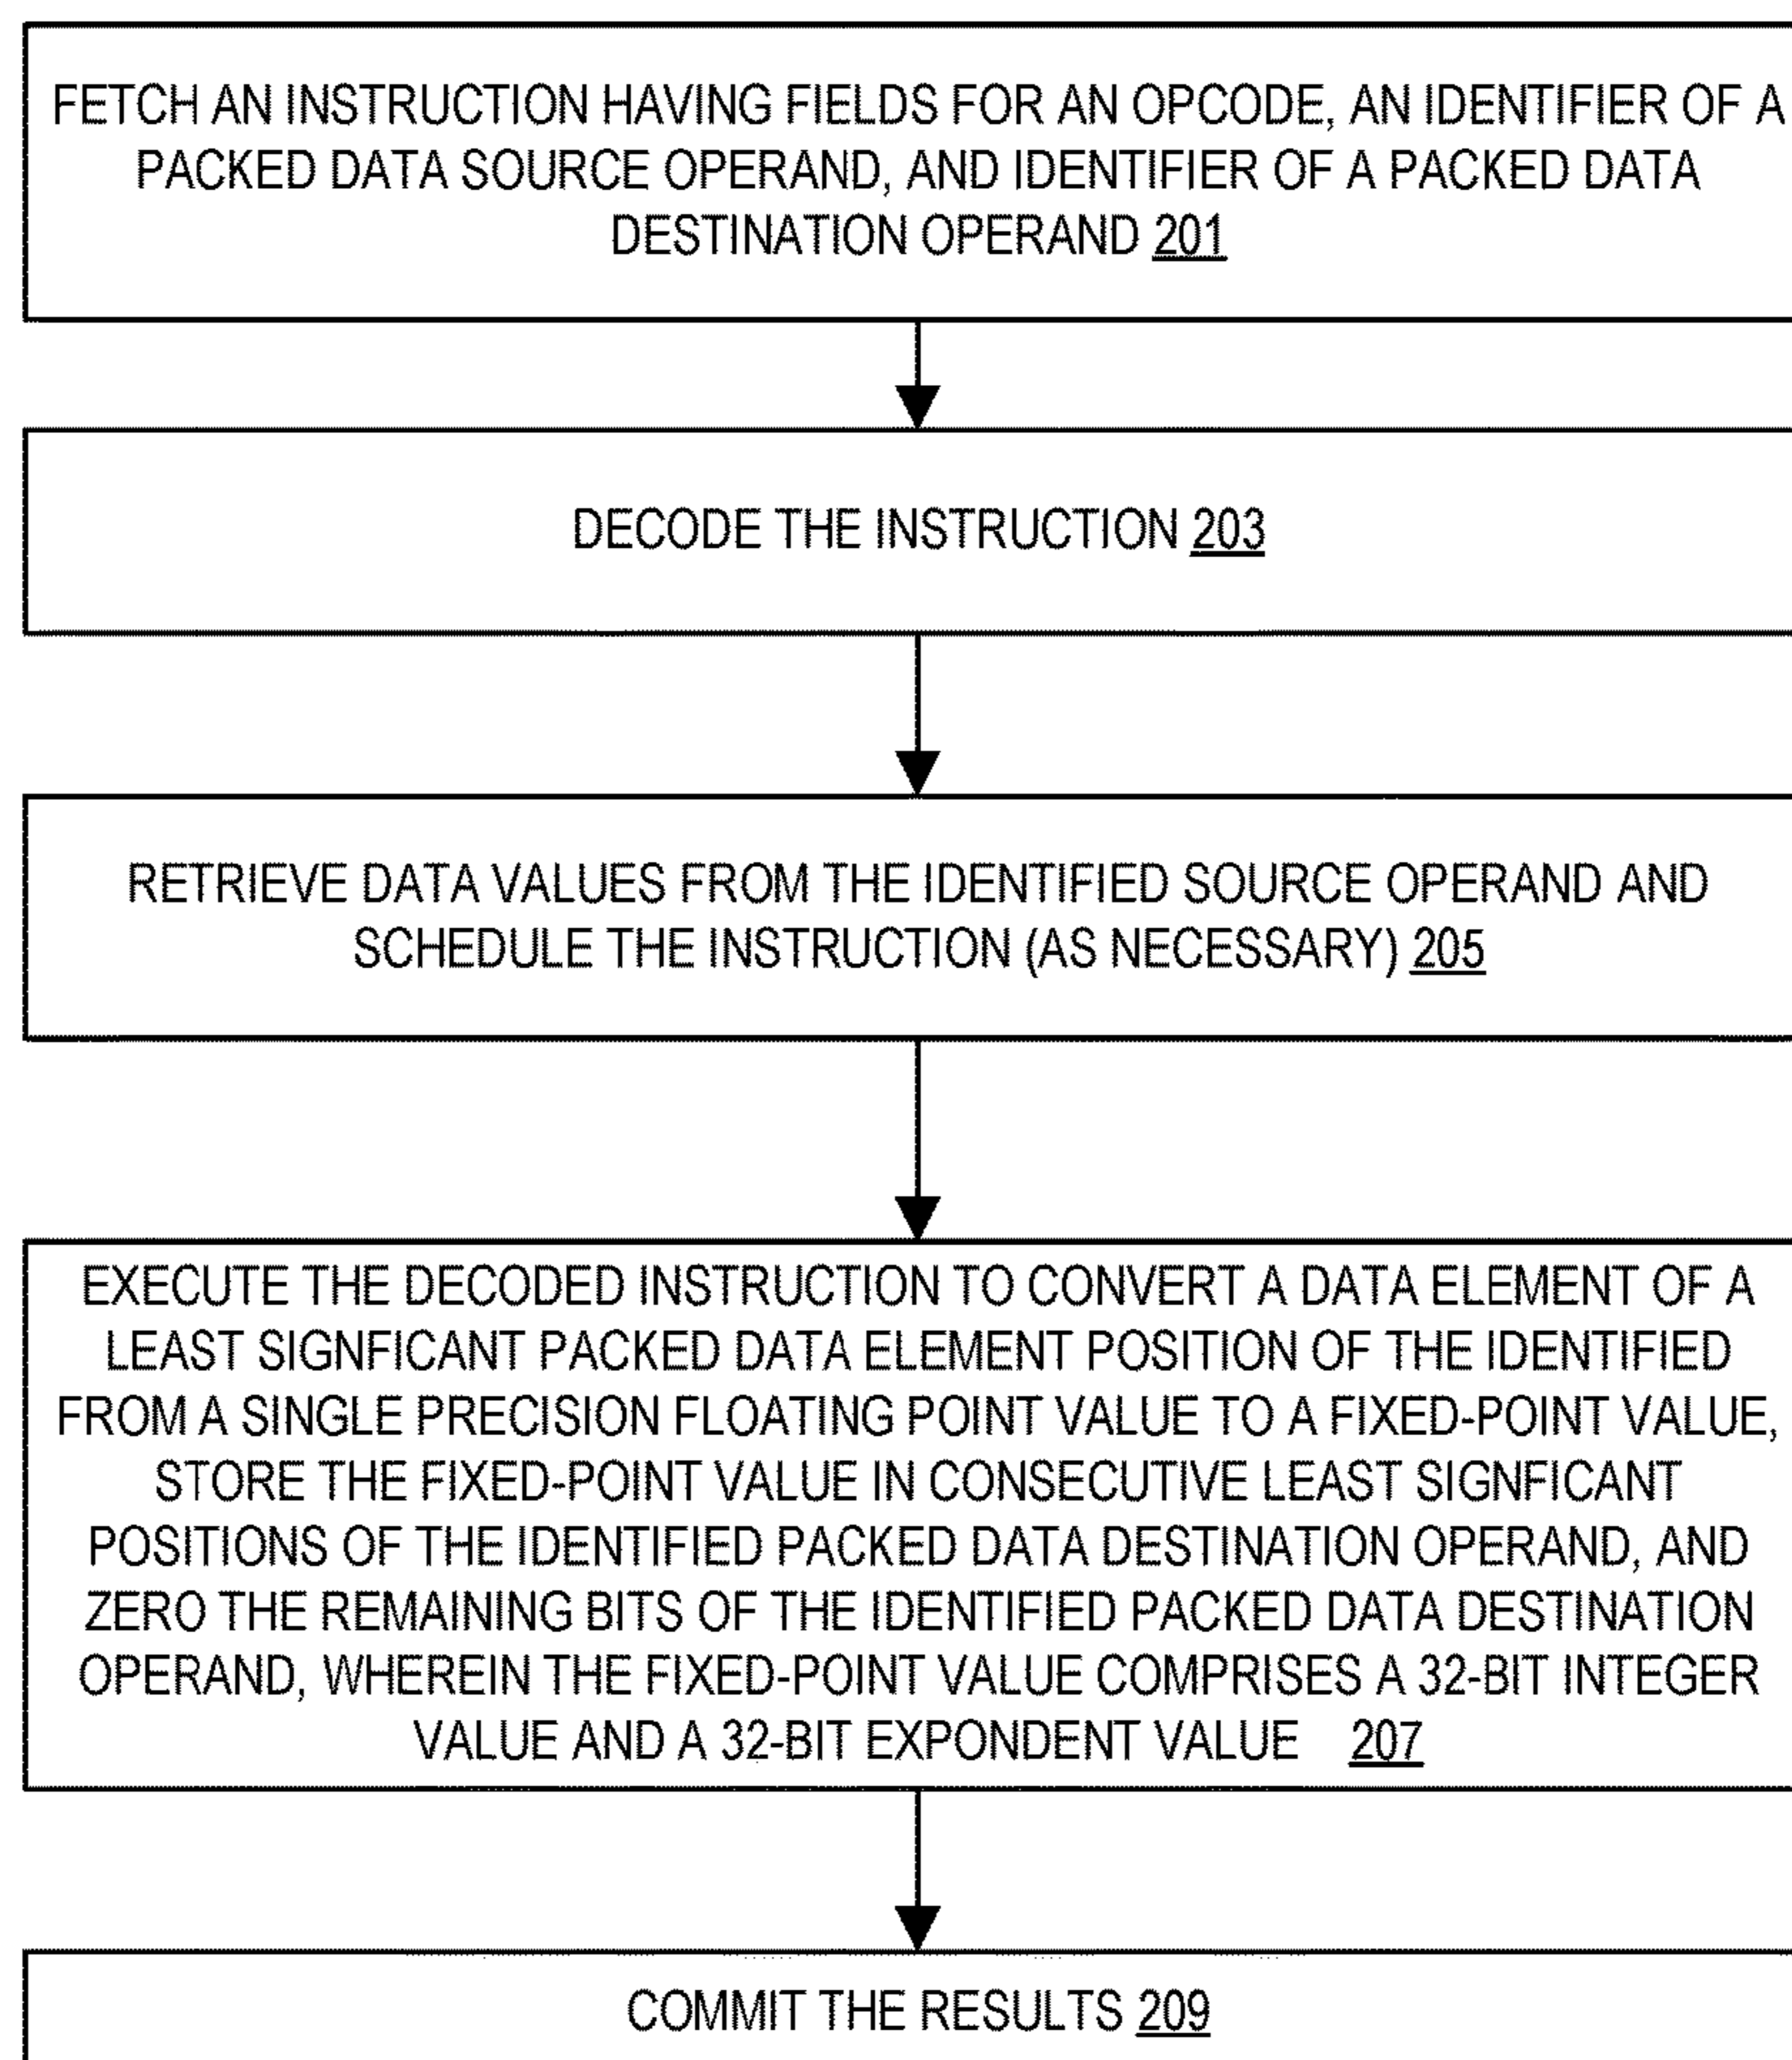 FETCH AN INSTRUCTION HAVING FIELDS FOR AN OPCODE, AN IDENTIFIER OF A
PACKED DATA SOURCE OPERAND, AND IDENTIFIER OF A PACKED DATA
DESTINATION OPERAND 201
DECODE THE INSTRUCTION 203
RETRIEVE DATA VALUES FROM THE IDENTIFIED SOURCE OPERAND AND
SCHEDULE THE INSTRUCTION (AS NECESSARY) 205
EXECUTE THE DECODED INSTRUCTION TO CONVERT A DATA ELEMENT OF A
LEAST SIGNFICANT PACKED DATA ELEMENT POSITION OF THE IDENTIFIED
FROM A SINGLE PRECISION FLOATING POINT VALUE TO A FIXED-POINT VALUE,
STORE THE FIXED-POINT VALUE IN CONSECUTIVE LEAST SIGNFICANT
POSITIONS OF THE IDENTIFIED PACKED DATA DESTINATION OPERAND, AND
ZERO THE REMAINING BITS OF THE IDENTIFIED PACKED DATA DESTINATION
OPERAND, WHEREIN THE FIXED-POINT VALUE COMPRISES A 32-BIT INTEGER
VALUE AND A 32-BIT EXPONDENT VALUE 207
COMMIT THE RESULTS 209